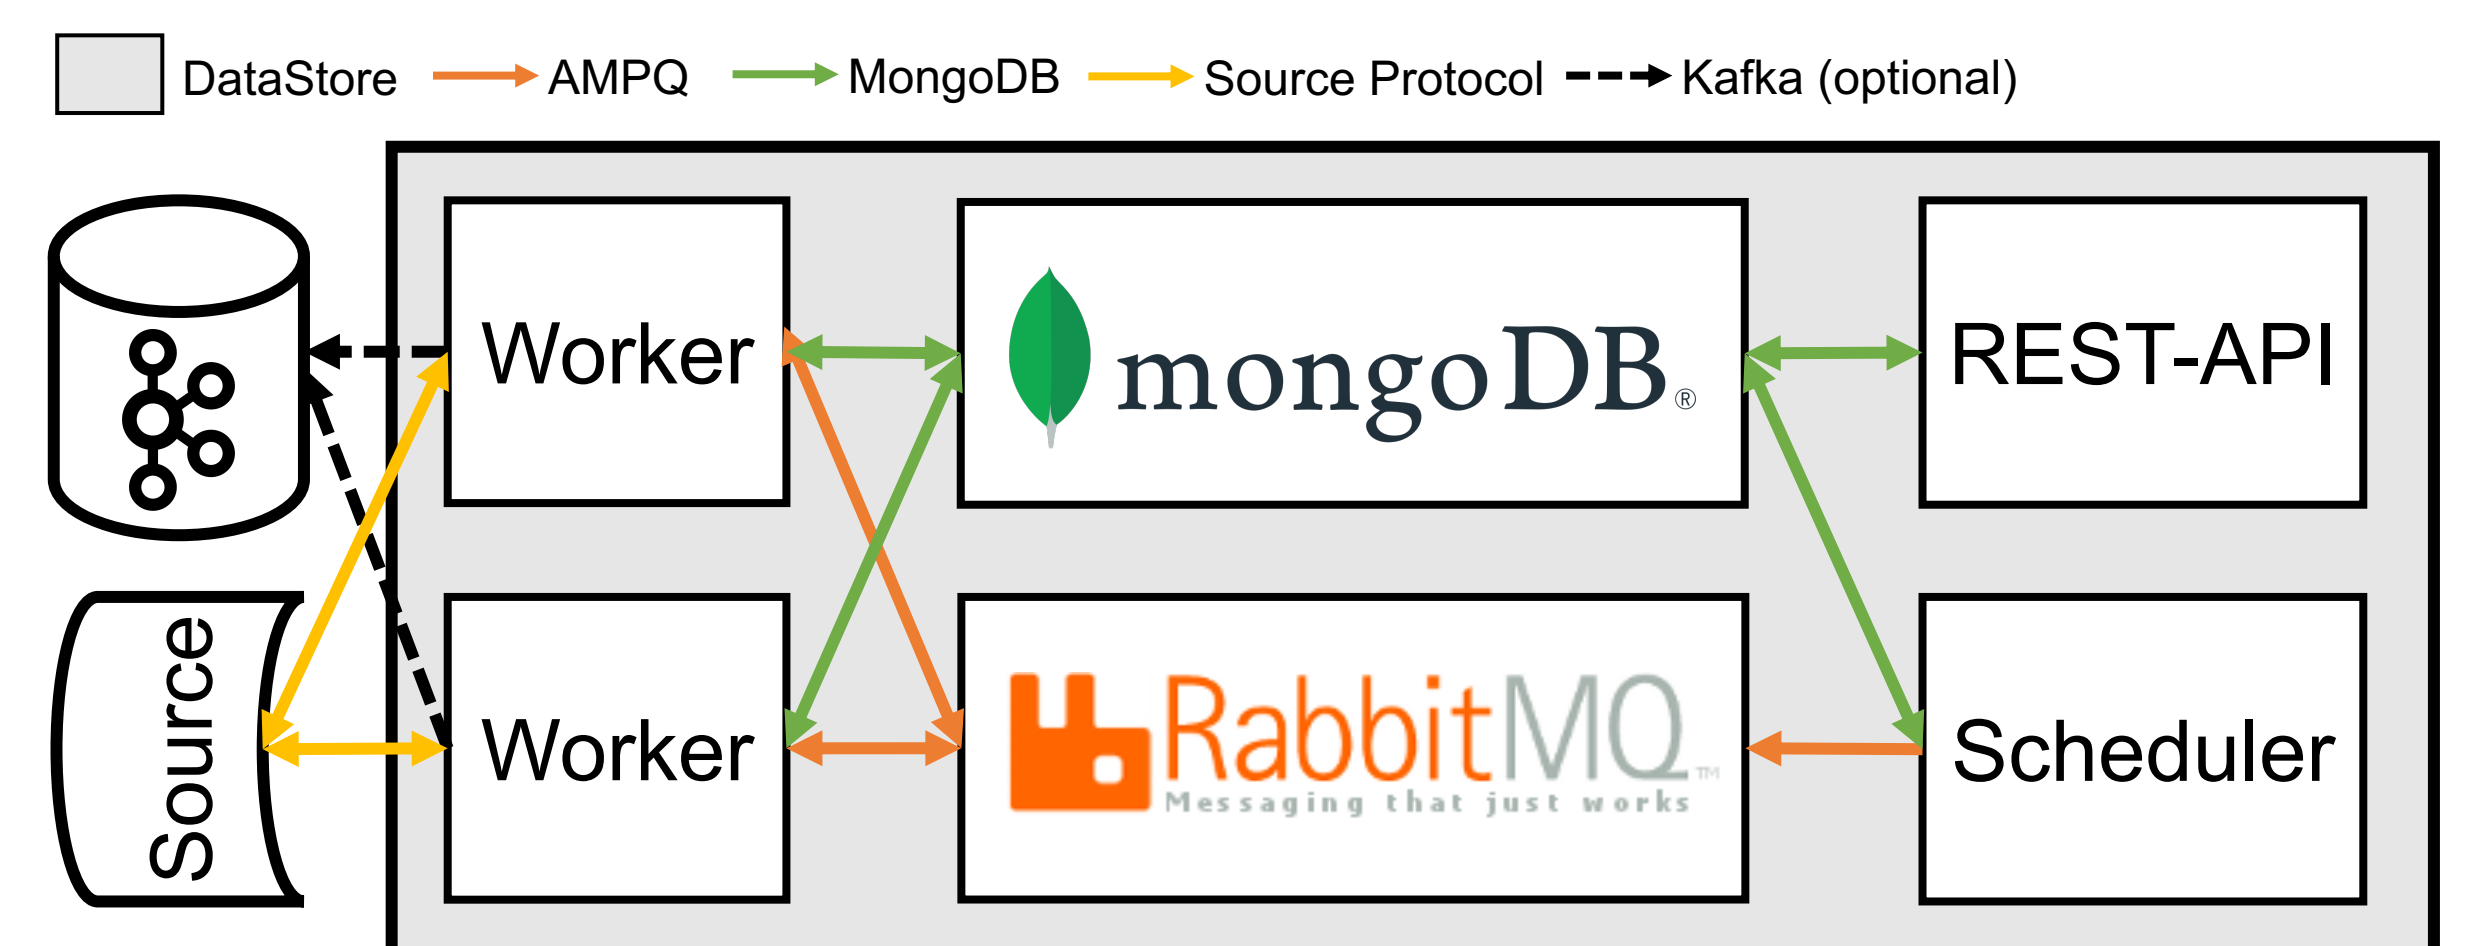 DataStore
AMPQ
MongoDB
Source Protocol
Kafka (optional)
Worker
mongoDB®
REST-API
Source
Worker
RabbitMQ™
Messaging that just works
Scheduler